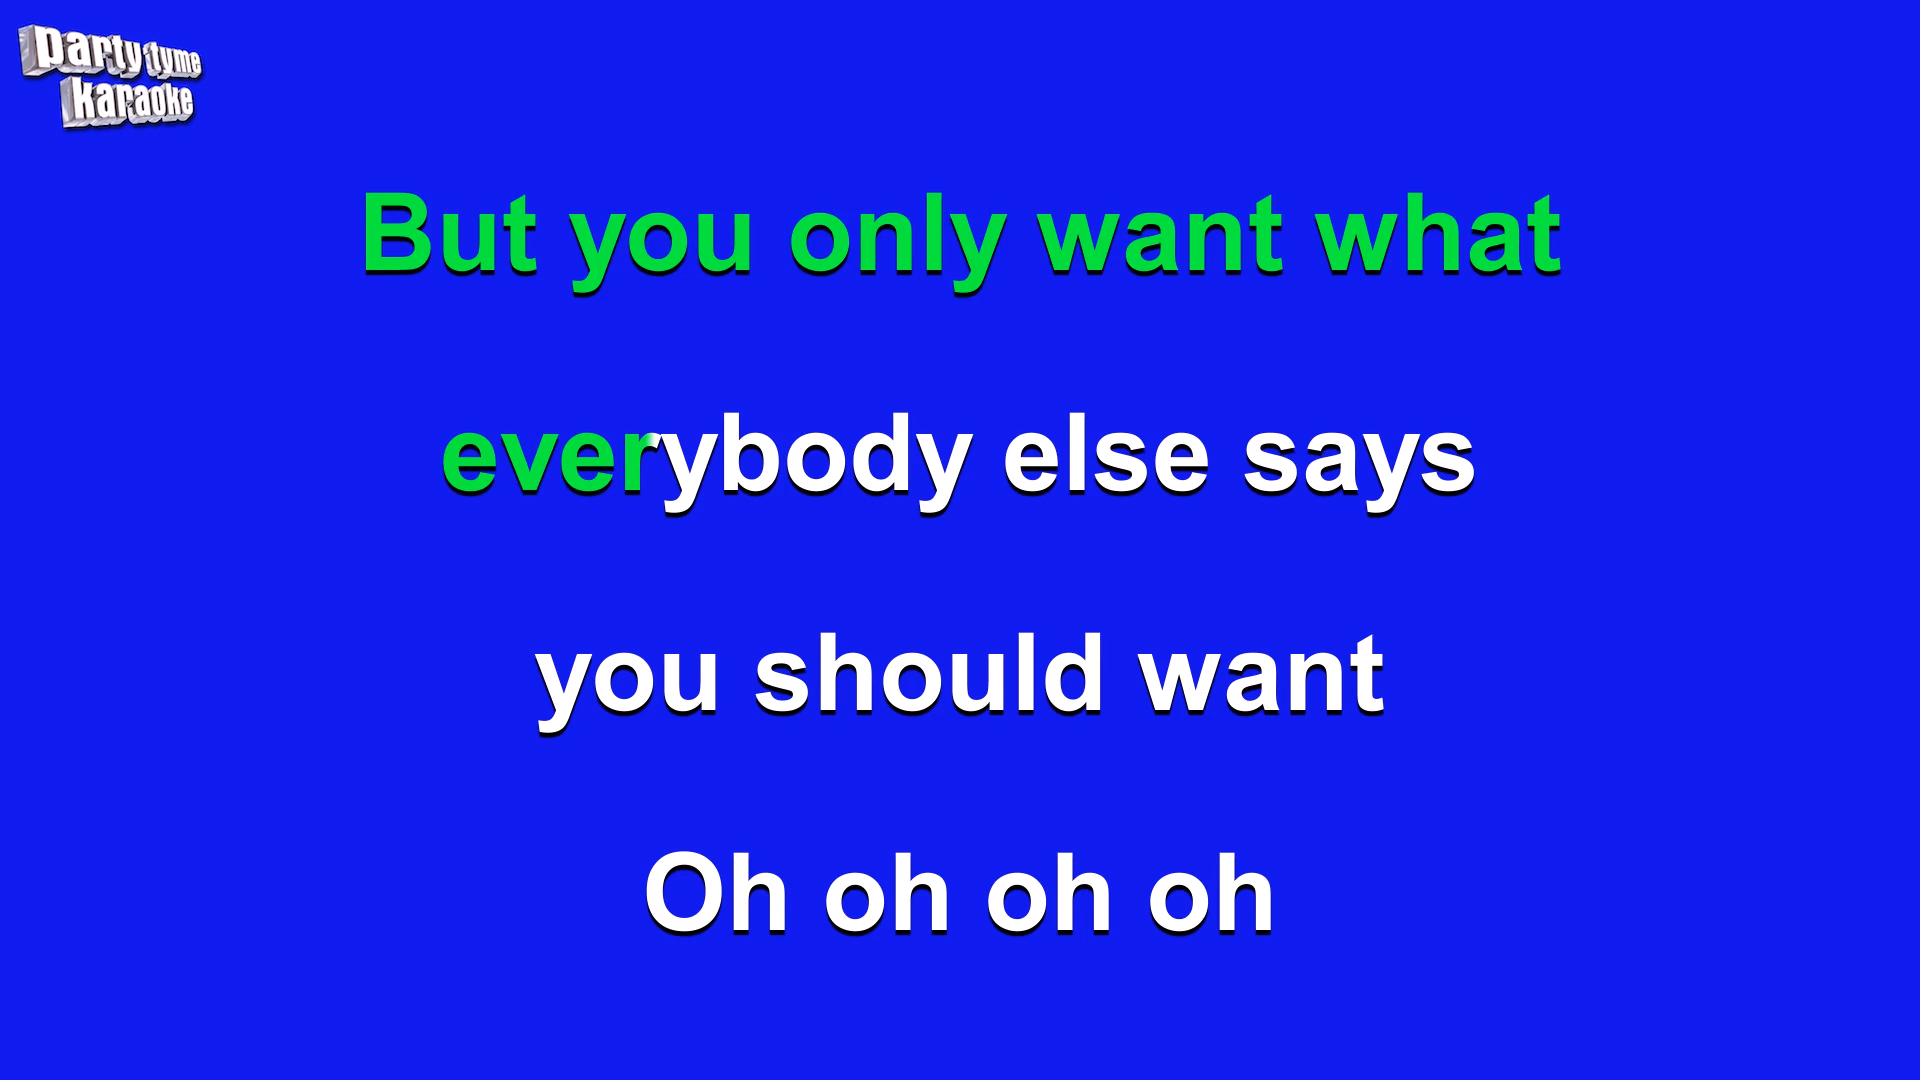 party tyme
karaoke
But you only want what
everybody else says
you should want
Oh oh oh oh